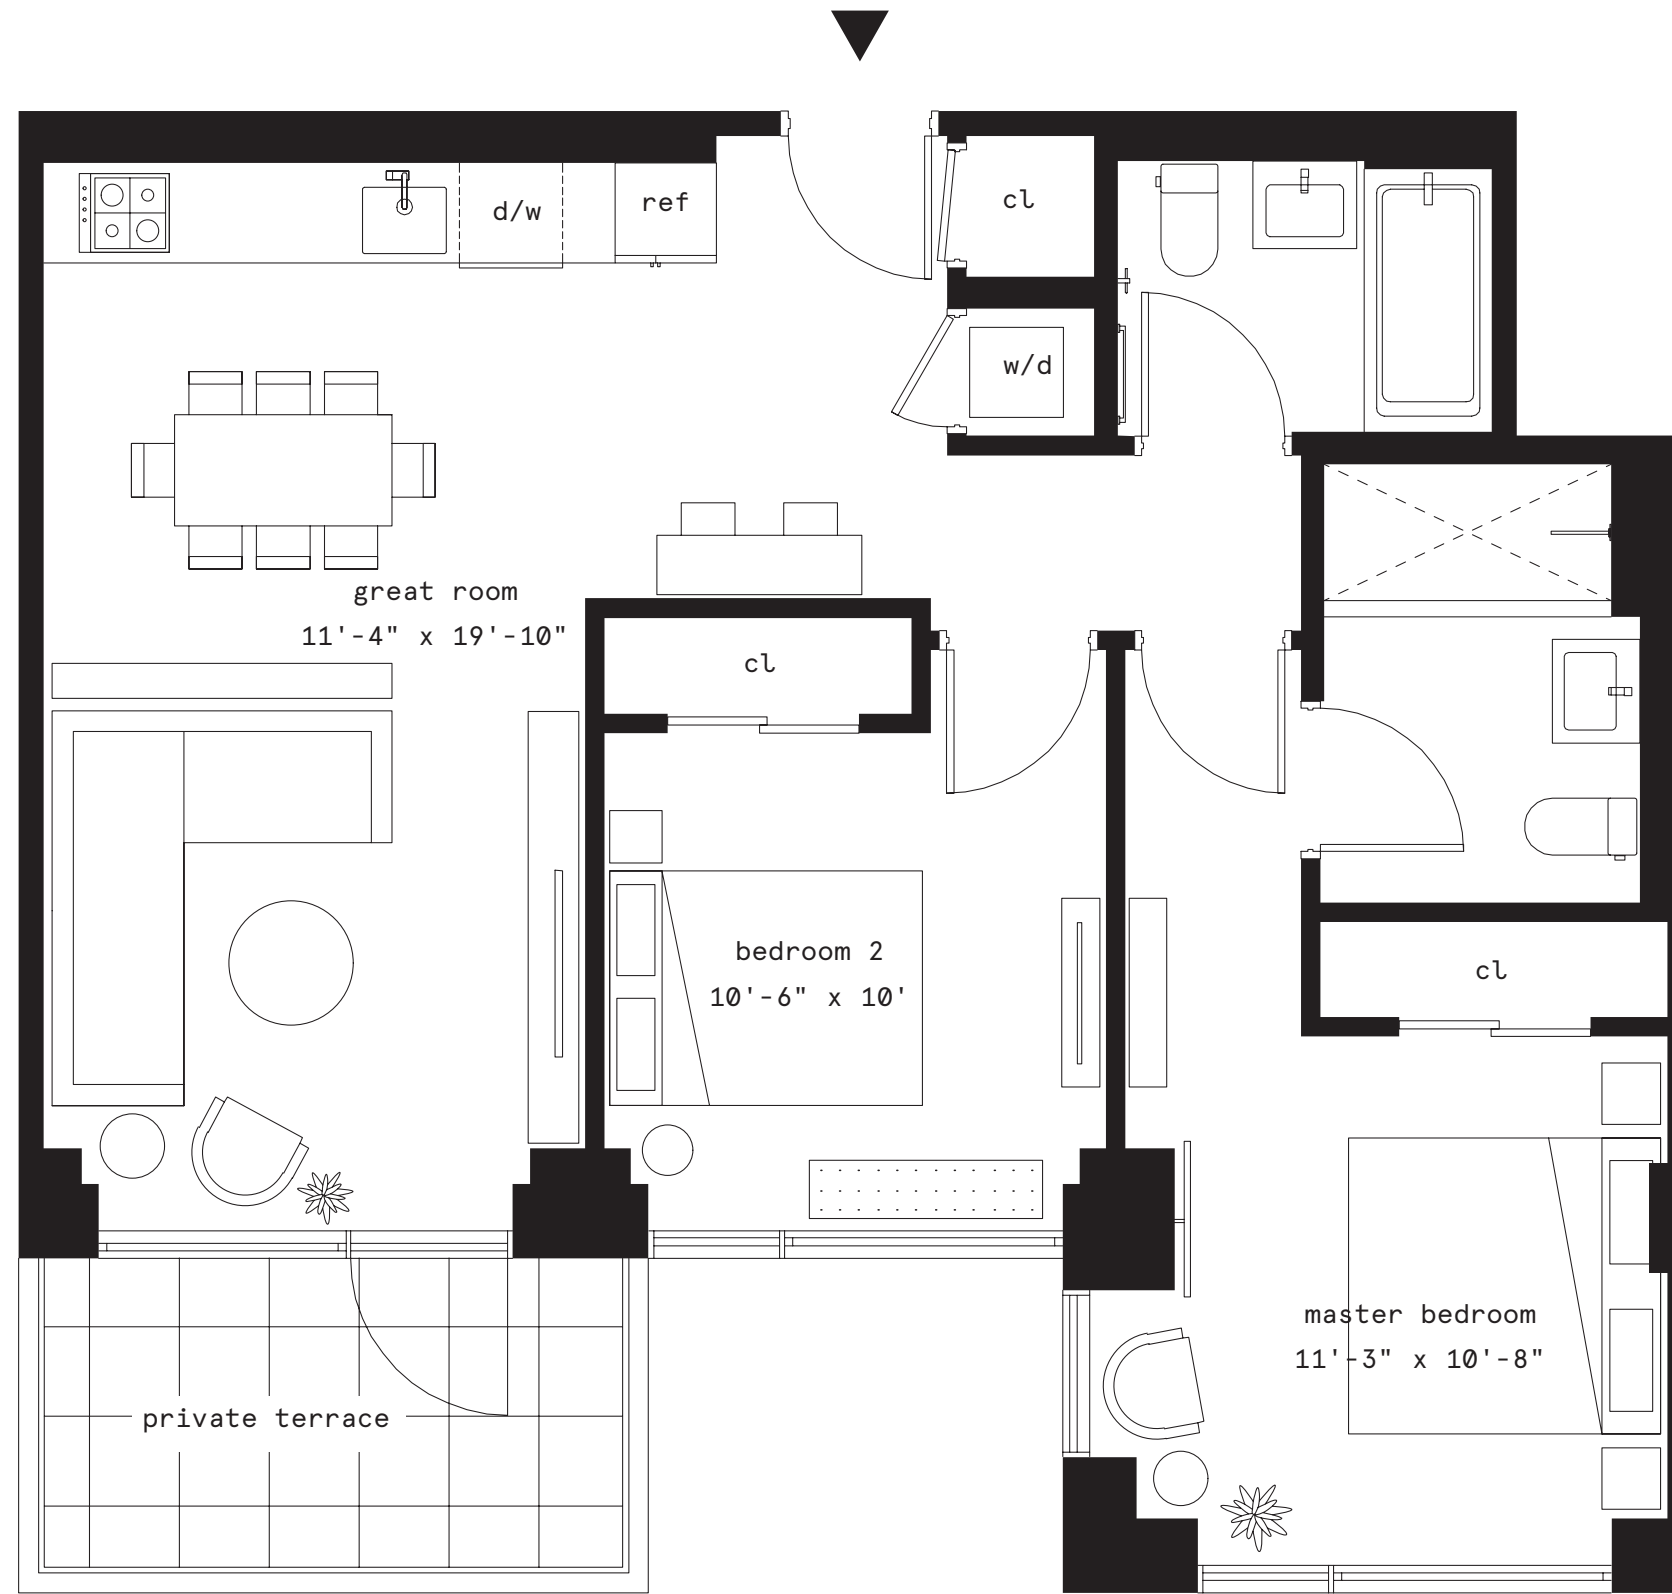 cl
d/w
ref
w/d
great room
11'-4" x 19'-10"
cl
bedroom 2
10'-6" x 10'
cl
master bedroom
11'-3" x 10'-8"
private terrace